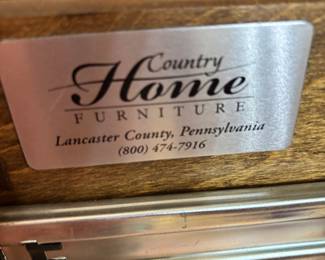 Country
Home
FURNITURE
Lancaster County, Pennsylvania
(800) 474-7916